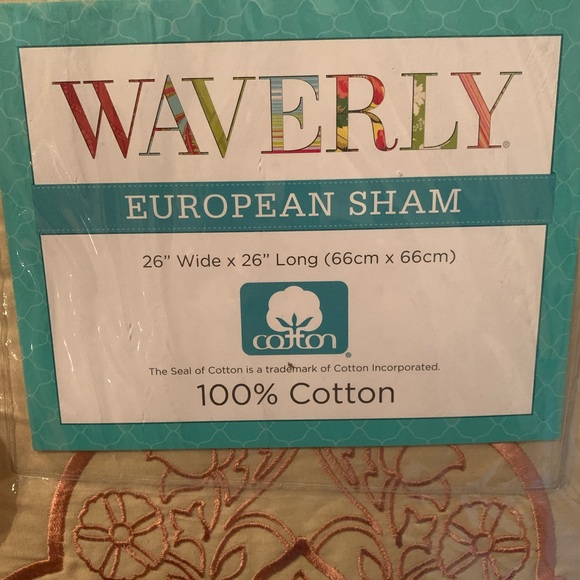 WAVERLY®
EUROPEAN SHAM
26” Wide x 26” Long (66cm x 66cm)
cotton®
The Seal of Cotton is a trademark of Cotton Incorporated.
100% Cotton